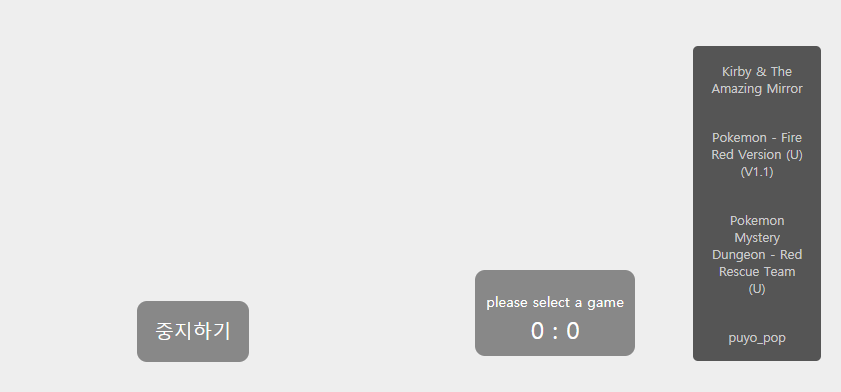 중지하기
please select a game
0 : 0
Kirby & The
Amazing Mirror
Pokemon - Fire
Red Version (U)
(V1.1)
Pokemon
Mystery
Dungeon - Red
Rescue Team
(U)
puyo_pop